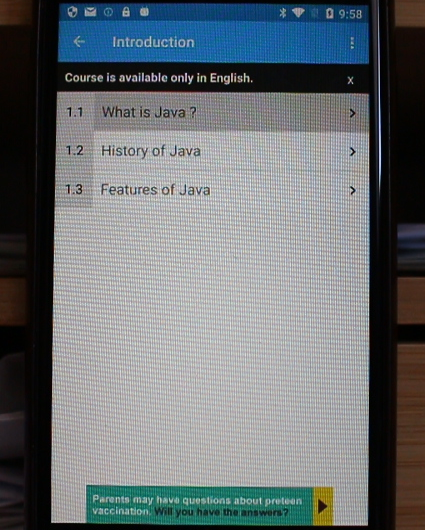 9:58
Introduction
Course is available only in English. x
1.1 What is Java ?
1.2 History of Java
1.3 Features of Java
Parents may have questions about preteen
vaccination. Will you have the answers?